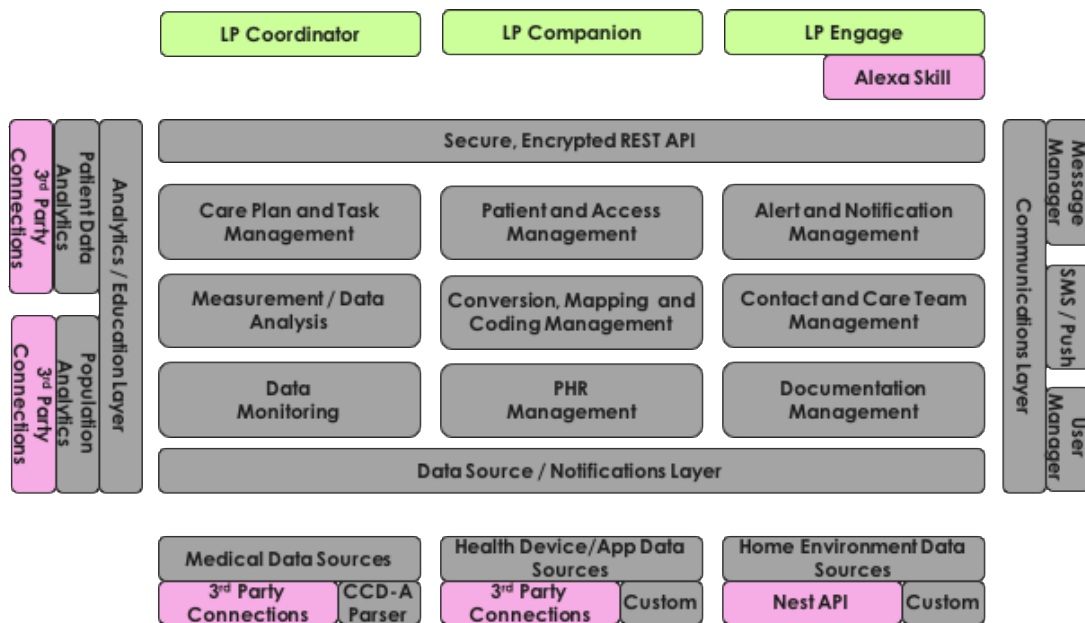 LP Coordinator
LP Companion
LP Engage
Alexa Skill
3rd Party
Connections
Patient Data
Analytics
Analytics / Education Layer
3rd Party
Connections
Population
Analytics
Secure, Encrypted REST API
Care Plan and Task
Management
Patient and Access
Management
Alert and Notification
Management
Measurement / Data
Analysis
Conversion, Mapping and
Coding Management
Contact and Care Team
Management
Data
Monitoring
PHR
Management
Documentation
Management
Data Source / Notifications Layer
Communications Layer
Message
Manager
SMS / Push
User
Manager
Medical Data Sources
3rd Party
Connections
CCD-A
Parser
Health Device/App Data
Sources
3rd Party
Connections
Custom
Home Environment Data
Sources
Nest API
Custom